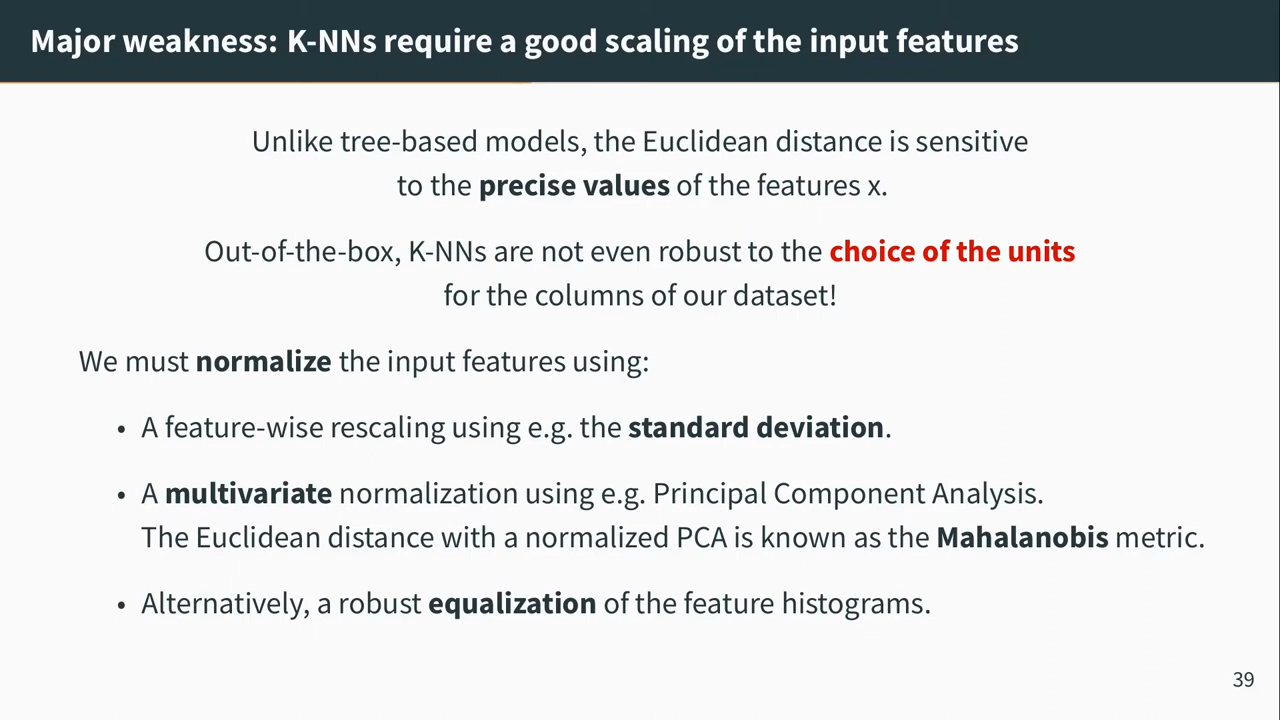 Major weakness: K-NNs require a good scaling of the input features
Unlike tree-based models, the Euclidean distance is sensitive
to the precise values of the features x.
Out-of-the-box, K-NNs are not even robust to the choice of the units
for the columns of our dataset!
We must normalize the input features using:
• A feature-wise rescaling using e.g. the standard deviation.
• A multivariate normalization using e.g. Principal Component Analysis.
The Euclidean distance with a normalized PCA is known as the Mahalanobis metric.
• Alternatively, a robust equalization of the feature histograms.
39